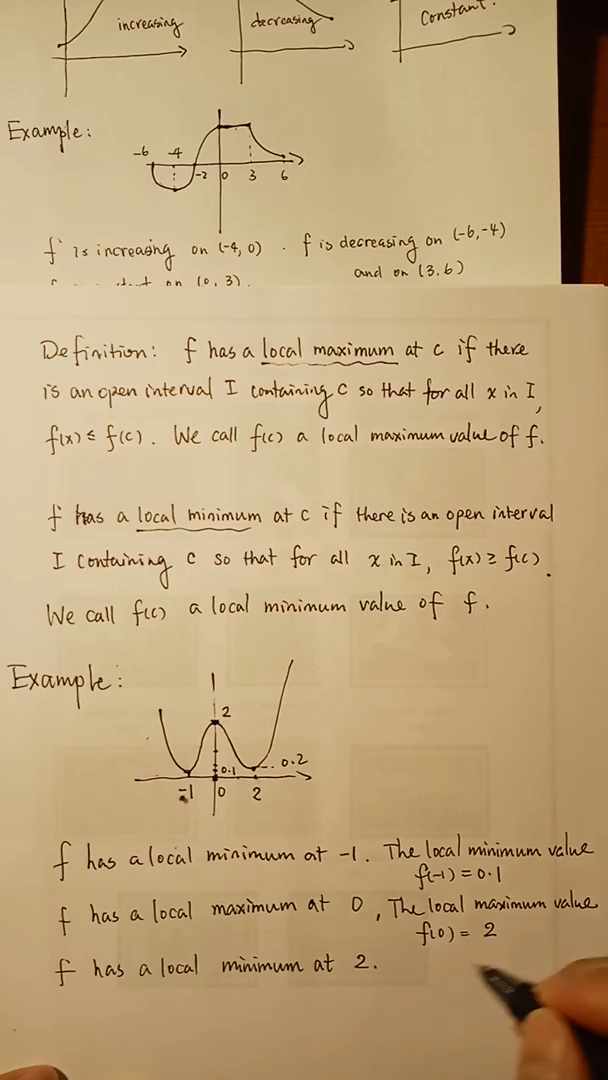 increasing
decreasing
Constant.
Example:
-6 -4 -2 0 3 6
f is increasing on (-4, 0) . f is decreasing on (-6,-4)
and on (3,6)
on (0, 3).
Definition: f has a local maximum at c if there
is an open interval I containing c so that for all x in I,
f(x) ≤ f(c). We call f(c) a local maximum value of f.
f has a local minimum at c if there is an open interval
I containing c so that for all x in I, f(x) ≥ f(c).
We call f(c) a local minimum value of f.
Example:
2
0.1
0.2
-1 0 2
f has a local minimum at -1. The local minimum value
f(-1) = 0.1
f has a local maximum at 0, The local maximum value
f(0) = 2
f has a local minimum at 2.